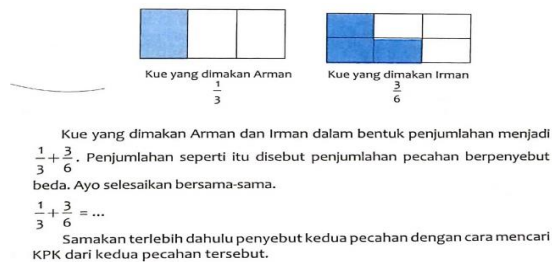 Kue yang dimakan Arman
1/3
Kue yang dimakan Irman
3/6
Kue yang dimakan Arman dan Irman dalam bentuk penjumlahan menjadi
1/3 + 3/6. Penjumlahan seperti itu disebut penjumlahan pecahan berpenyebut
beda. Ayo selesaikan bersama-sama.
1/3 + 3/6 = ...
Samakan terlebih dahulu penyebut kedua pecahan dengan cara mencari
KPK dari kedua pecahan tersebut.